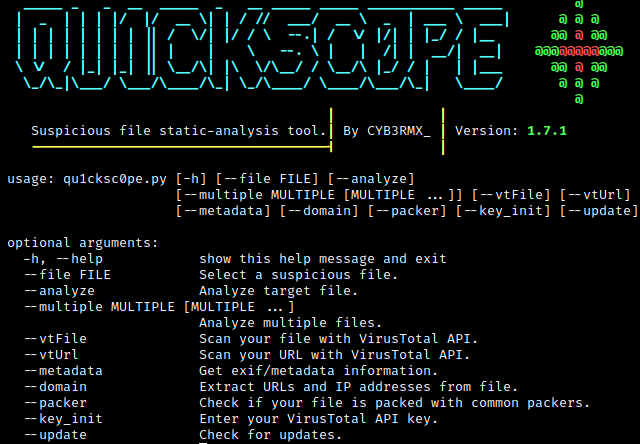 QU1CKSC0PE
Suspicious file static-analysis tool.| By CYB3RMX_ | Version: 1.7.1
usage: qu1cksc0pe.py [-h] [--file FILE] [--analyze]
[--multiple MULTIPLE [MULTIPLE ...]] [--vtFile] [--vtUrl]
[--metadata] [--domain] [--packer] [--key_init] [--update]
optional arguments:
-h, --help show this help message and exit
--file FILE Select a suspicious file.
--analyze Analyze target file.
--multiple MULTIPLE [MULTIPLE ...]
Analyze multiple files.
--vtFile Scan your file with VirusTotal API.
--vtUrl Scan your URL with VirusTotal API.
--metadata Get exif/metadata information.
--domain Extract URLs and IP addresses from file.
--packer Check if your file is packed with common packers.
--key_init Enter your VirusTotal API key.
--update Check for updates.